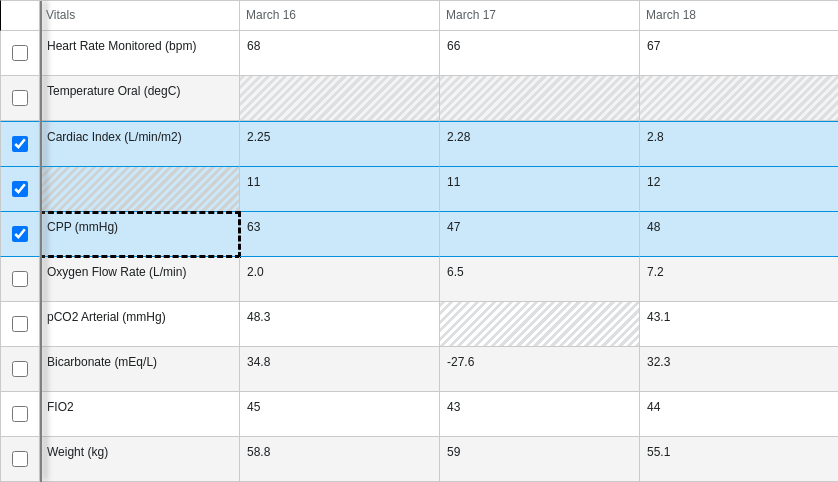 Vitals March 16 March 17 March 18
Heart Rate Monitored (bpm) 68 66 67
Temperature Oral (degC)
Cardiac Index (L/min/m2) 2.25 2.28 2.8
11 11 12
CPP (mmHg) 63 47 48
Oxygen Flow Rate (L/min) 2.0 6.5 7.2
pCO2 Arterial (mmHg) 48.3 43.1
Bicarbonate (mEq/L) 34.8 -27.6 32.3
FIO2 45 43 44
Weight (kg) 58.8 59 55.1